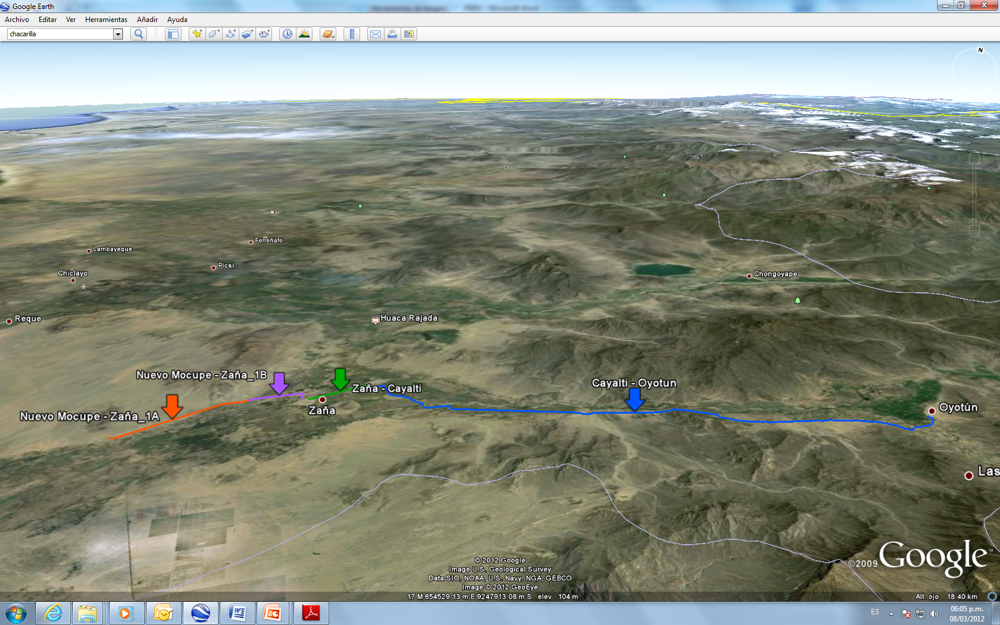 Google Earth
Archivo Editar Ver Herramientas Añadir Ayuda
chacarilla
N
Lambayeque
Ferreñafe
Picsi
Chiclayo
Chongoyape
Reque
Huaca Rajada
Nuevo Mocupe - Zaña_1B
Zaña - Cayalti
Cayalti - Oyotun
Nuevo Mocupe - Zaña_1A
Zaña
Oyotún
Las
© 2012 Google
Image U.S. Geological Survey
Data SIO, NOAA, U.S. Navy, NGA, GEBCO
Image © 2012 GeoEye
©2009 Google™
17 M 654529.13 m E 9247913.08 m S elev. 104 m
Alt. ojo 18.40 km
ES
06:05 p.m.
08/03/2012